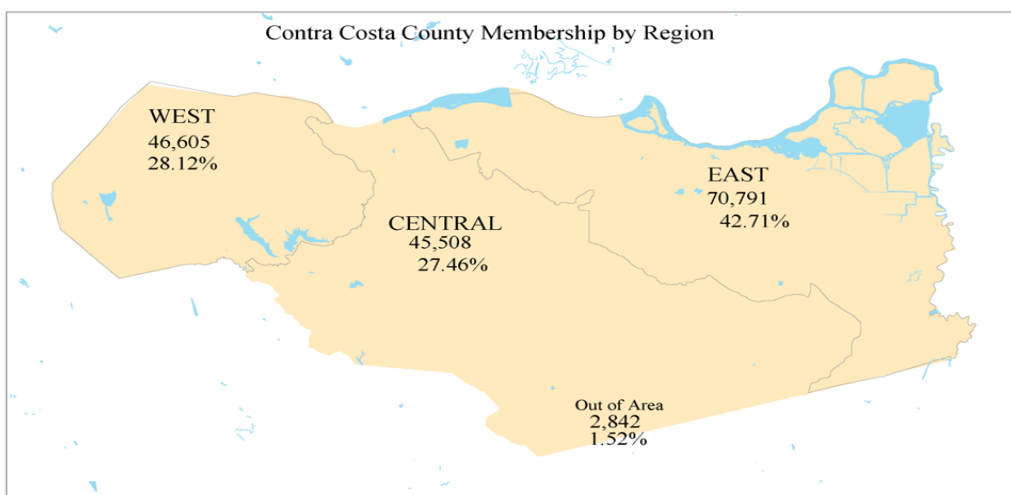 Contra Costa County Membership by Region
WEST
46,605
28.12%
EAST
70,791
42.71%
CENTRAL
45,508
27.46%
Out of Area
2,842
1.52%